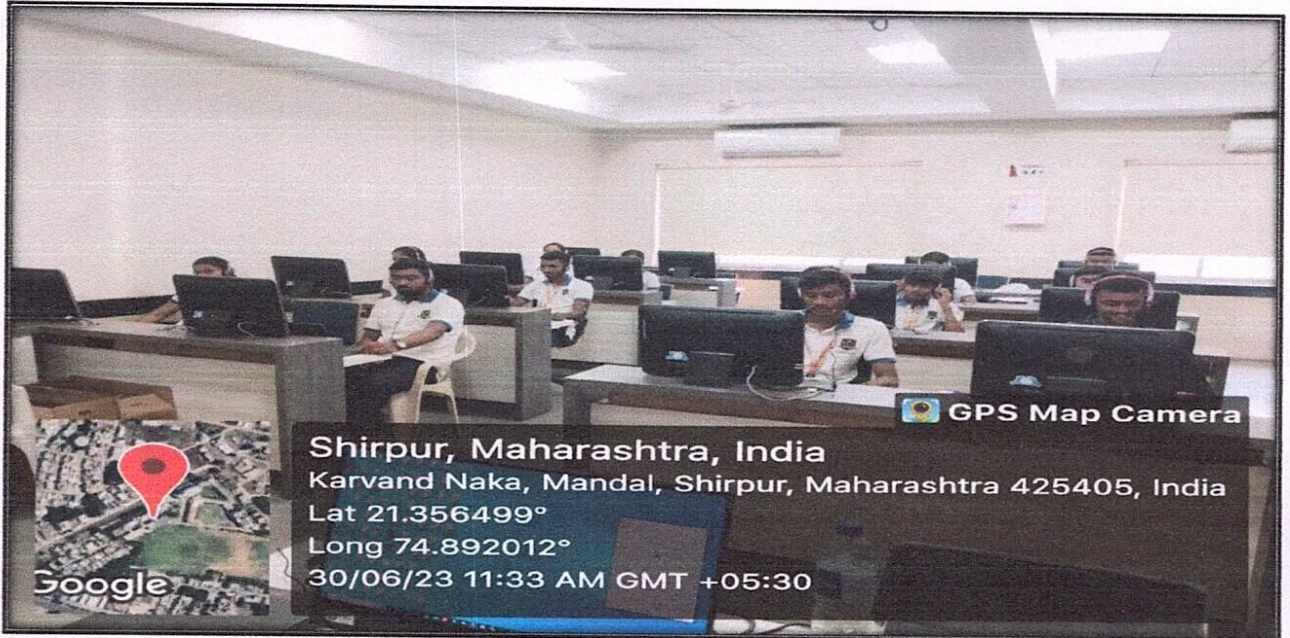 GPS Map Camera
Shirpur, Maharashtra, India
Karvand Naka, Mandal, Shirpur, Maharashtra 425405, India
Lat 21.356499°
Long 74.892012°
30/06/23 11:33 AM GMT +05:30
Google